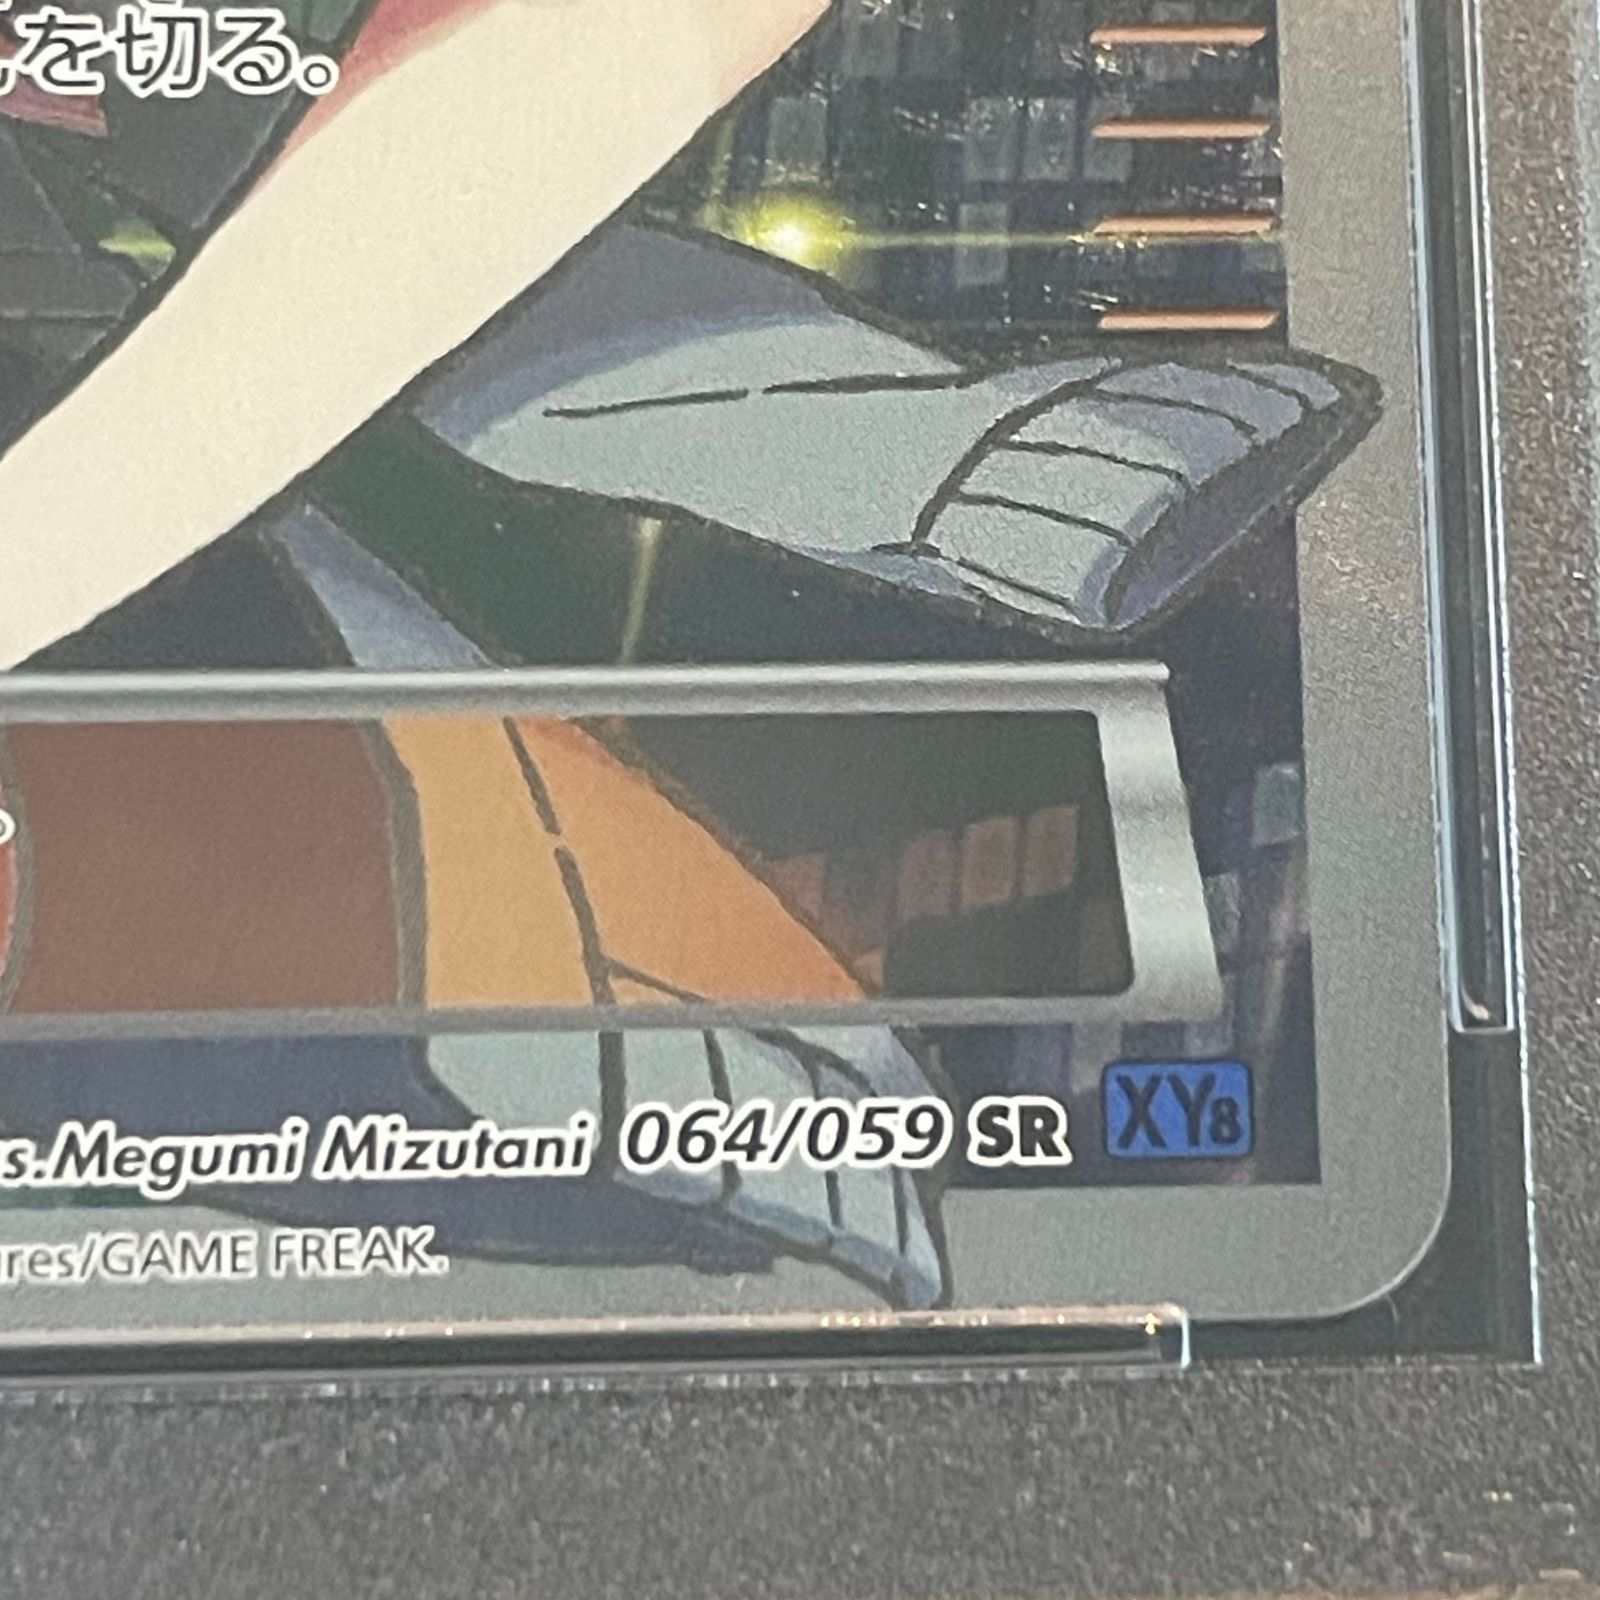 を切る。
s.Megumi Mizutani 064/059 SR XY8
res/GAME FREAK.